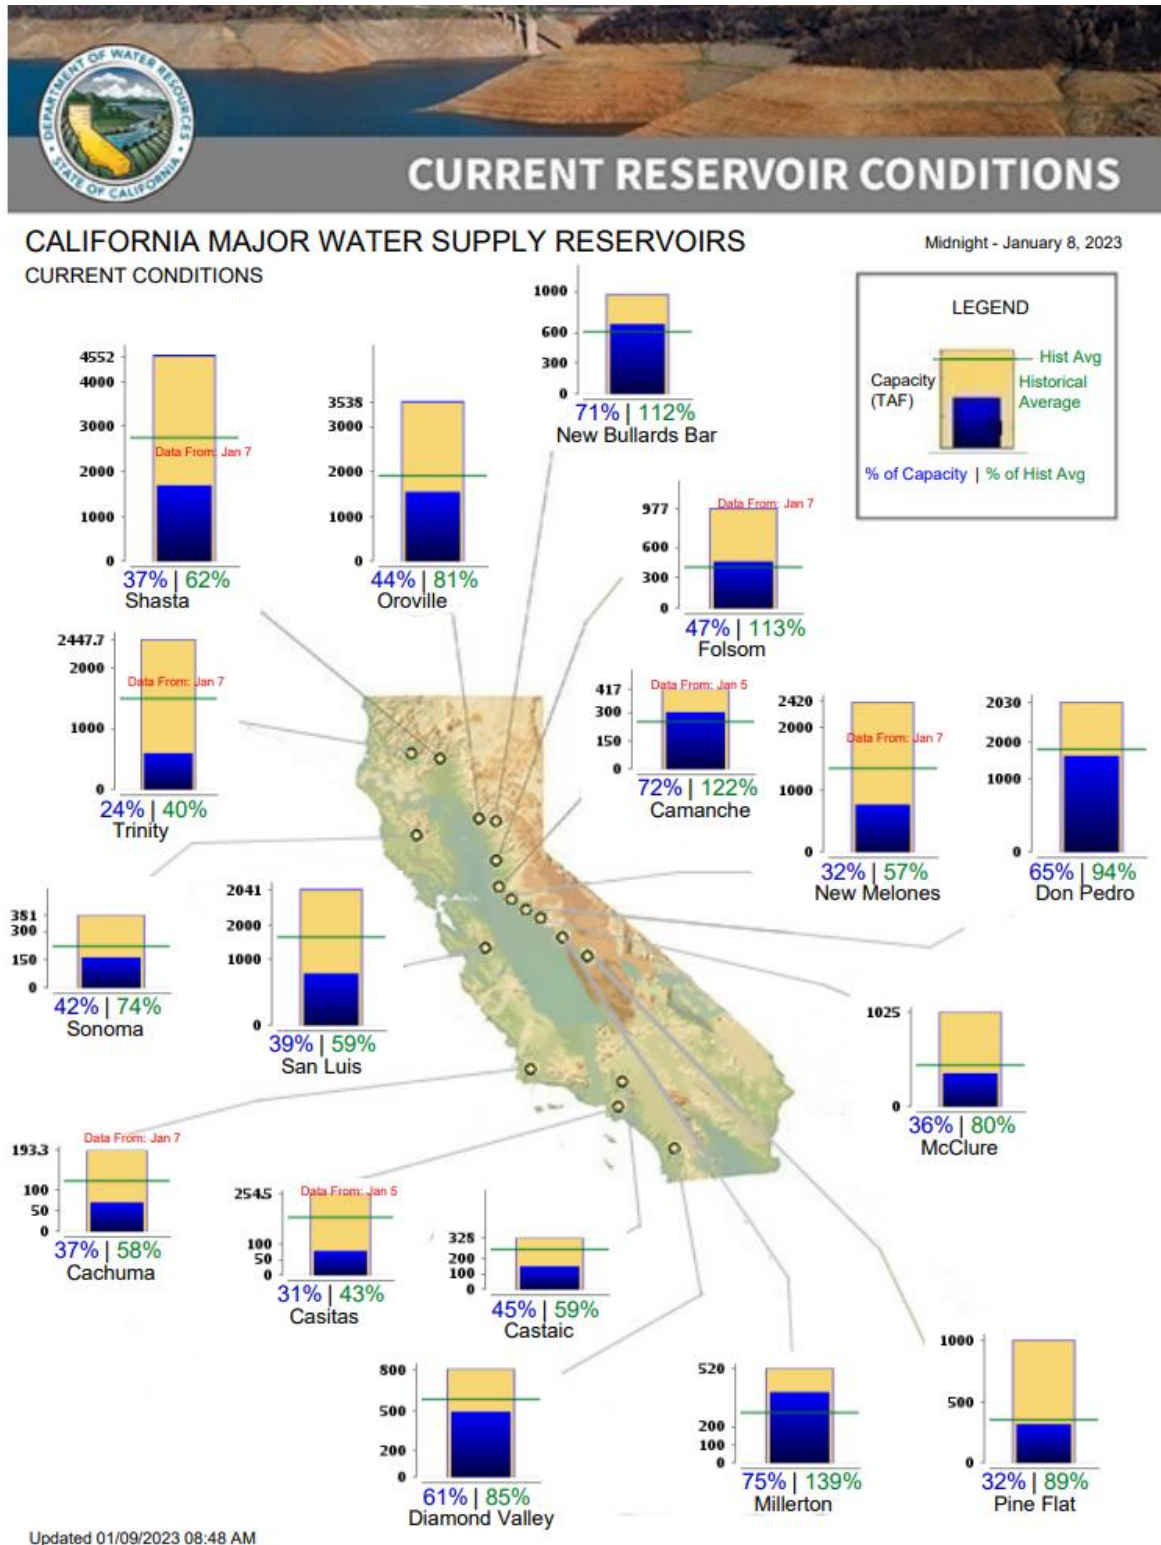 DEPARTMENT OF WATER RESOURCES
STATE OF CALIFORNIA
CURRENT RESERVOIR CONDITIONS
CALIFORNIA MAJOR WATER SUPPLY RESERVOIRS
Midnight - January 8, 2023
CURRENT CONDITIONS
LEGEND
Hist Avg
Capacity
(TAF)
Historical
Average
% of Capacity | % of Hist Avg
1000
600
300
0
71% | 112%
New Bullards Bar
4552
4000
3000
2000
1000
0
Data From: Jan 7
37% | 62%
Shasta
3538
3000
2000
1000
0
44% | 81%
Oroville
977
600
300
0
Data From: Jan 7
47% | 113%
Folsom
2447.7
2000
1000
0
Data From: Jan 7
24% | 40%
Trinity
417
300
150
0
Data From: Jan 5
72% | 122%
Camanche
2420
2000
1000
0
Data From: Jan 7
32% | 57%
New Melones
2030
2000
1000
0
65% | 94%
Don Pedro
381
300
150
0
42% | 74%
Sonoma
2041
2000
1000
0
39% | 59%
San Luis
1025
0
36% | 80%
McClure
193.3
100
50
0
Data From: Jan 7
37% | 58%
Cachuma
254.5
100
50
0
Data From: Jan 5
31% | 43%
Casitas
328
200
100
0
45% | 59%
Castaic
800
500
200
0
61% | 85%
Diamond Valley
520
200
100
0
75% | 139%
Millerton
1000
500
0
32% | 89%
Pine Flat
Updated 01/09/2023 08:48 AM